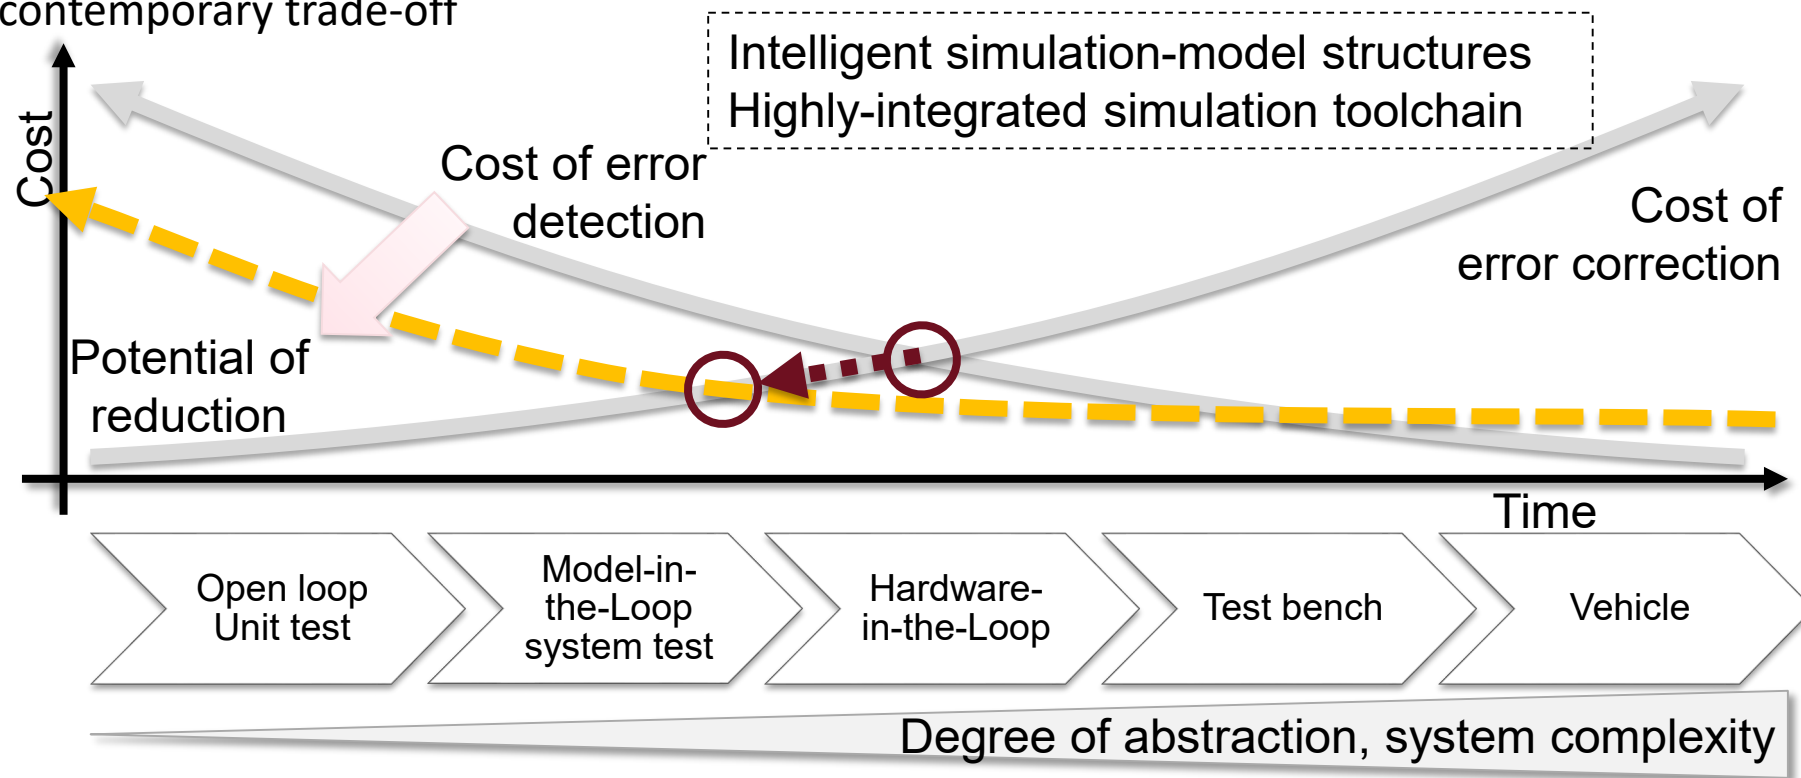 contemporary trade-off
Intelligent simulation-model structures
Highly-integrated simulation toolchain
Cost
Cost of error
detection
Cost of
error correction
Potential of
reduction
Time
Open loop
Unit test
Model-in-
the-Loop
system test
Hardware-
in-the-Loop
Test bench
Vehicle
Degree of abstraction, system complexity